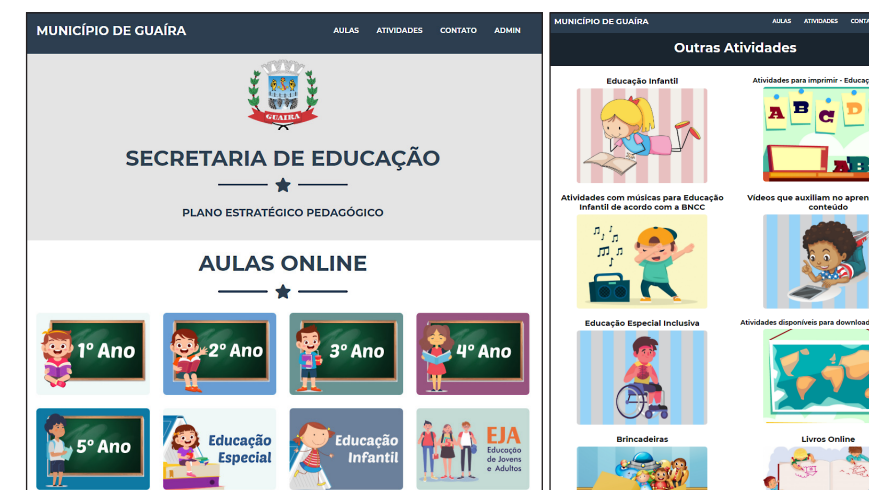 MUNICÍPIO DE GUAÍRA
AULAS
ATIVIDADES
CONTATO
ADMIN
GUAIRA
SECRETARIA DE EDUCAÇÃO
PLANO ESTRATÉGICO PEDAGÓGICO
AULAS ONLINE
1º Ano
2º Ano
3º Ano
4º Ano
5º Ano
Educação
Especial
Educação
Infantil
EJA
Educação
de Jovens
e Adultos
MUNICÍPIO DE GUAÍRA
AULAS
ATIVIDADES
CONTA
Outras Atividades
Educação Infantil
Atividades para imprimir - Educaç
A B C D
AB
Atividades com músicas para Educação
Infantil de acordo com a BNCC
Vídeos que auxiliam no apren
conteúdo
Educação Especial Inclusiva
Atividades disponíveis para download
Brincadeiras
Livros Online